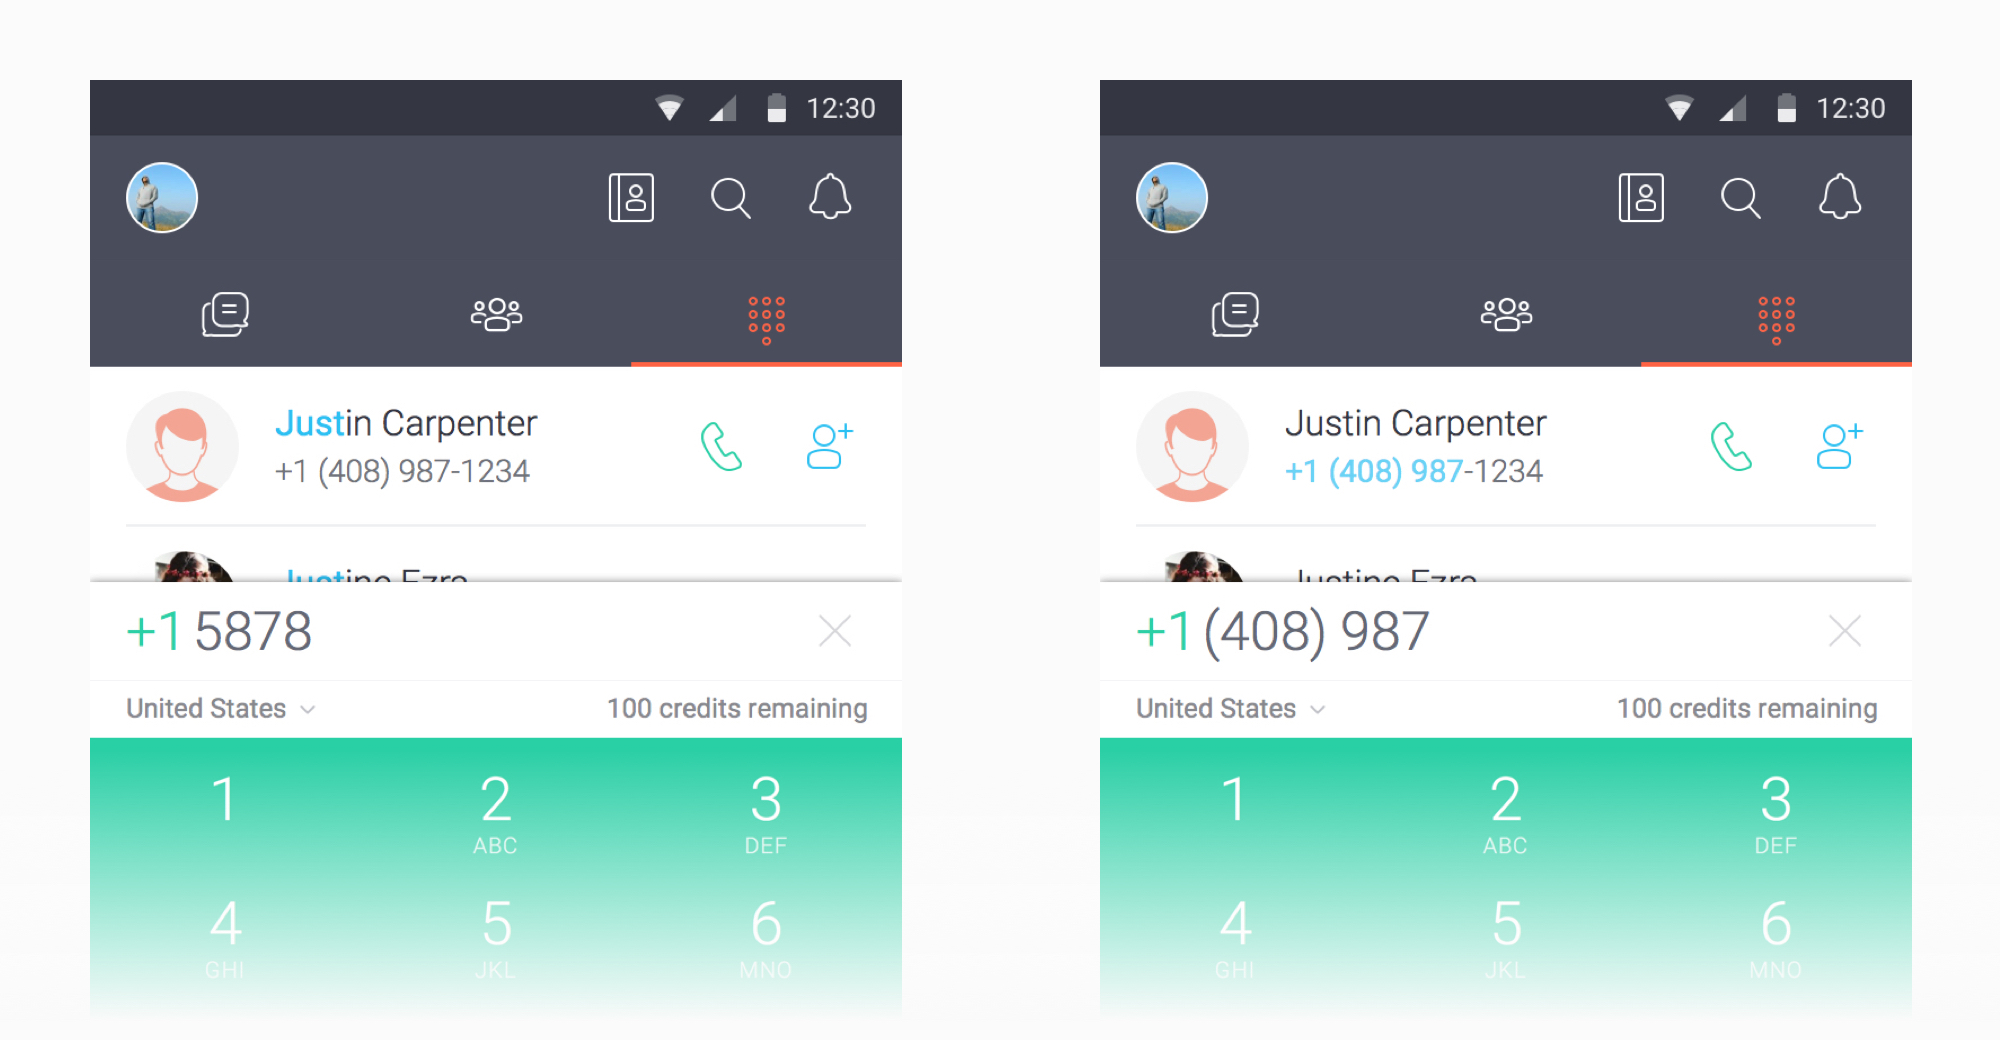 12:30
Justin Carpenter
+1 (408) 987-1234
Justine Ezra
+1 5878
United States
100 credits remaining
1
2
3
ABC
DEF
4
5
6
GHI
JKL
MNO
12:30
Justin Carpenter
+1 (408) 987-1234
Justine Ezra
+1 (408) 987
United States
100 credits remaining
1
2
3
ABC
DEF
4
5
6
GHI
JKL
MNO